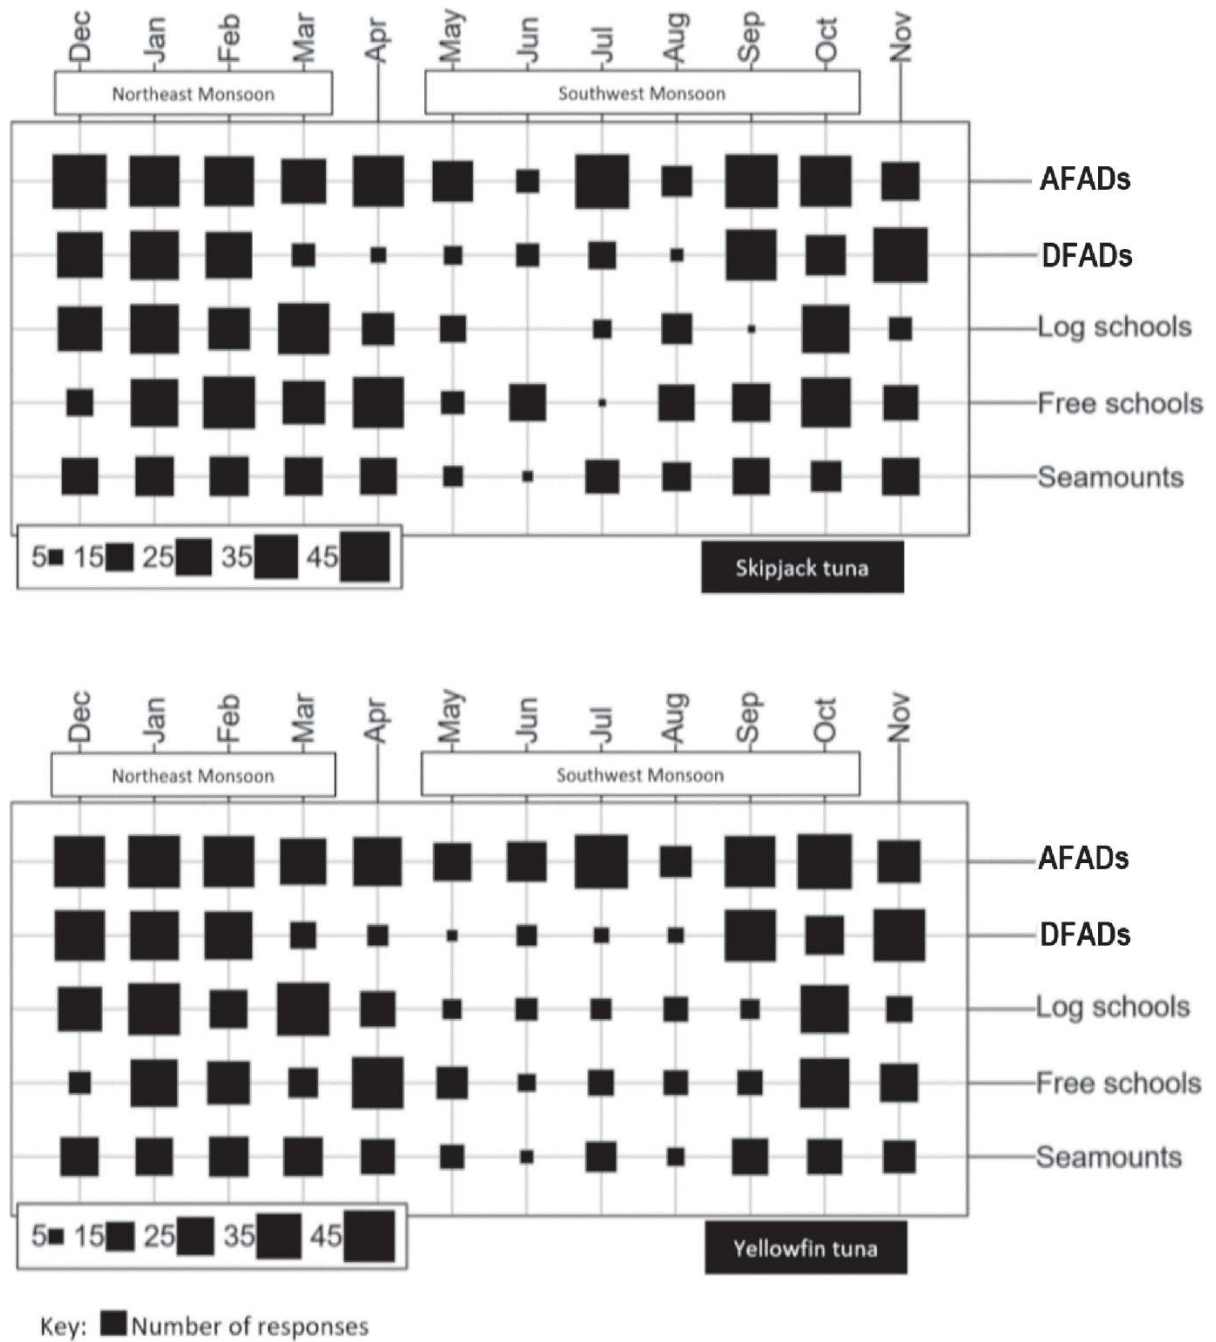 Dec Jan Feb Mar Apr May Jun Jul Aug Sep Oct Nov
Northeast Monsoon Southwest Monsoon
AFADs
DFADs
Log schools
Free schools
Seamounts
5 15 25 35 45
Skipjack tuna
Dec Jan Feb Mar Apr May Jun Jul Aug Sep Oct Nov
Northeast Monsoon Southwest Monsoon
AFADs
DFADs
Log schools
Free schools
Seamounts
5 15 25 35 45
Yellowfin tuna
Key: Number of responses